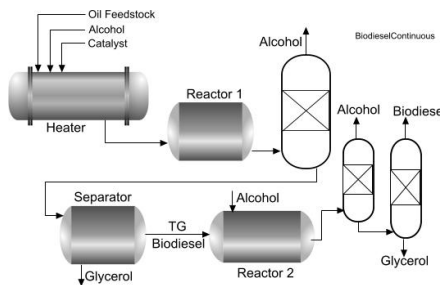 Oil Feedstock
Alcohol
Catalyst
Heater
Reactor 1
Alcohol
BiodieselContinuous
Alcohol
Biodiesel
Separator
TG
Biodiesel
Alcohol
Reactor 2
Glycerol
Glycerol